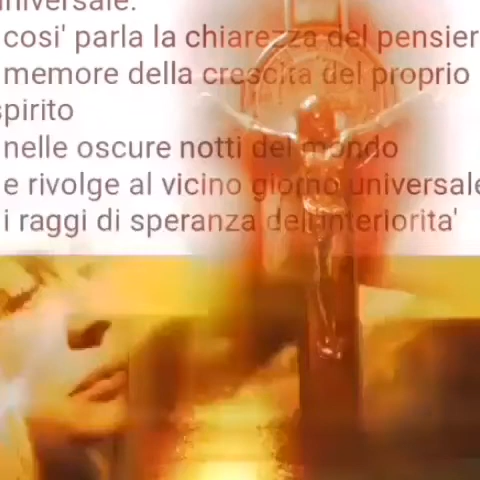 universale:
cosi' parla la chiarezza del pensier
memore della crescita del proprio
spirito
nelle oscure notti del mondo
e rivolge al vicino giorno universale
i raggi di speranza dell'interiorita'